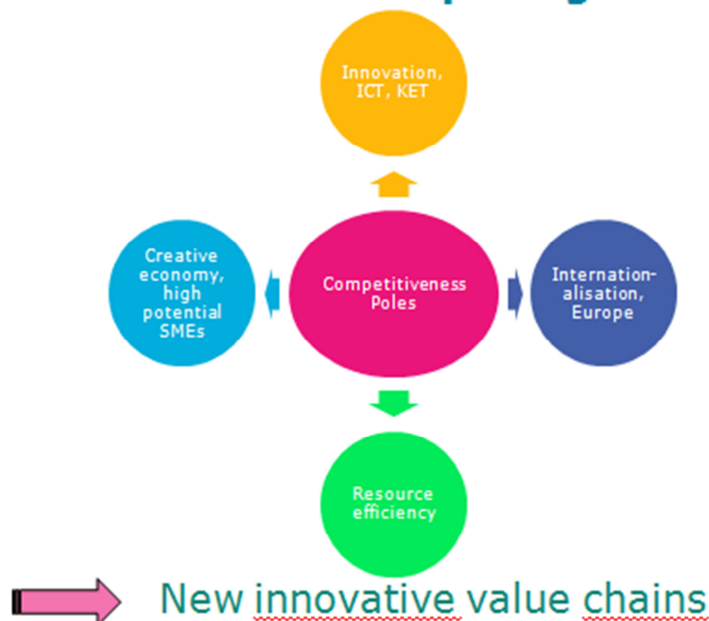 Innovation,
ICT, KET
Creative
economy,
high
potential
SMEs
Competitiveness
Poles
Internation-
alisation,
Europe
Resource
efficiency
New innovative value chains